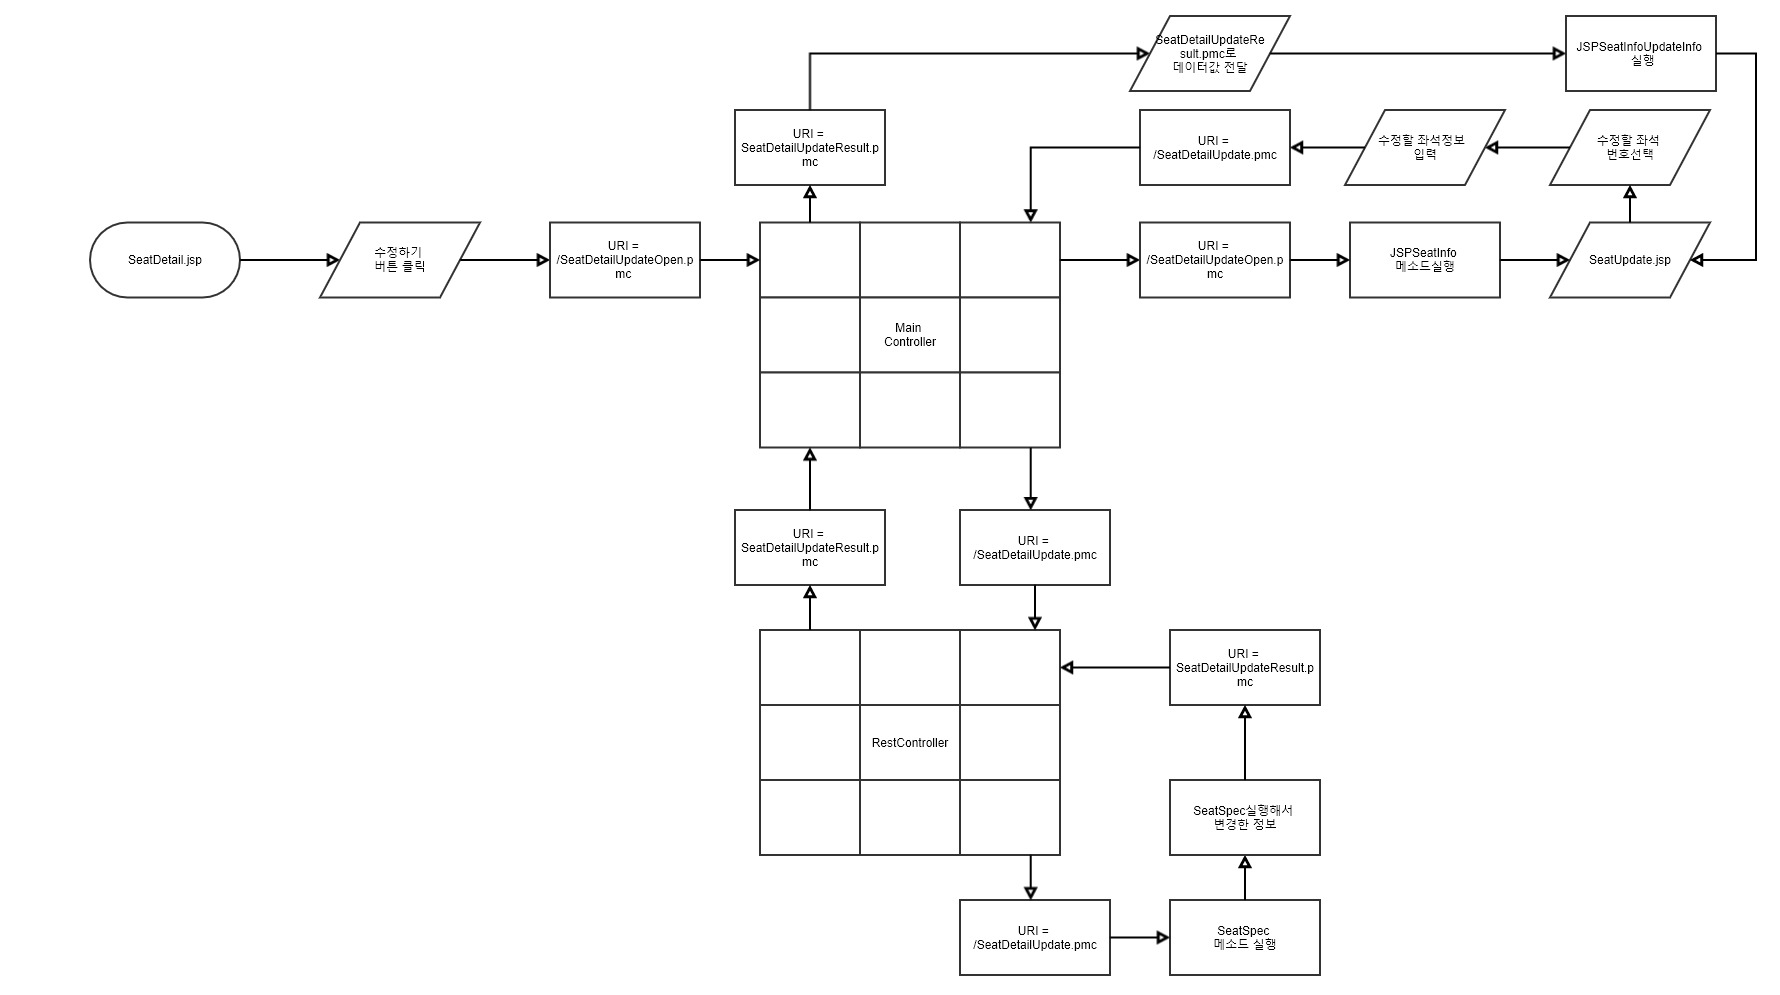 SeatDetailUpdateRe
sult.pmc로
데이터값 전달
JSPSeatInfoUpdateInfo
실행
URI =
SeatDetailUpdateResult.p
mc
URI =
/SeatDetailUpdate.pmc
수정할 좌석정보
입력
수정할 좌석
번호선택
SeatDetail.jsp
수정하기
버튼 클릭
URI =
/SeatDetailUpdateOpen.p
mc
URI =
/SeatDetailUpdateOpen.p
mc
JSPSeatInfo
메소드실행
SeatUpdate.jsp
Main
Controller
URI =
SeatDetailUpdateResult.p
mc
URI =
/SeatDetailUpdate.pmc
URI =
SeatDetailUpdateResult.p
mc
RestController
SeatSpec실행해서
변경한 정보
URI =
/SeatDetailUpdate.pmc
SeatSpec
메소드 실행